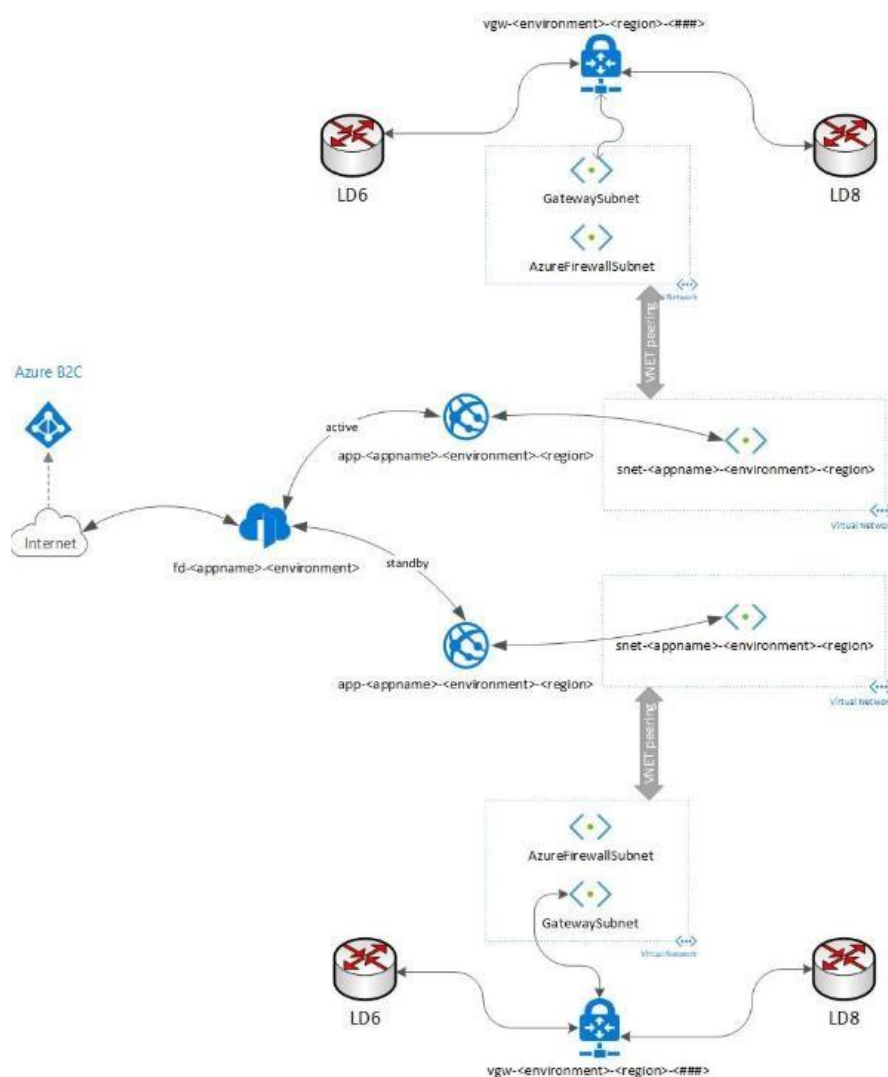 vgw-<environment>-<region>-<###>
LD6
LD8
GatewaySubnet
AzureFirewallSubnet
Network
VNET peering
Azure B2C
active
app-<appname>-<environment>-<region>
snet-<appname>-<environment>-<region>
Virtual Network
Internet
fd-<appname>-<environment>
standby
snet-<appname>-<environment>-<region>
app-<appname>-<environment>-<region>
Virtual Network
VNET peering
AzureFirewallSubnet
GatewaySubnet
Virtual Network
LD6
LD8
vgw-<environment>-<region>-<###>